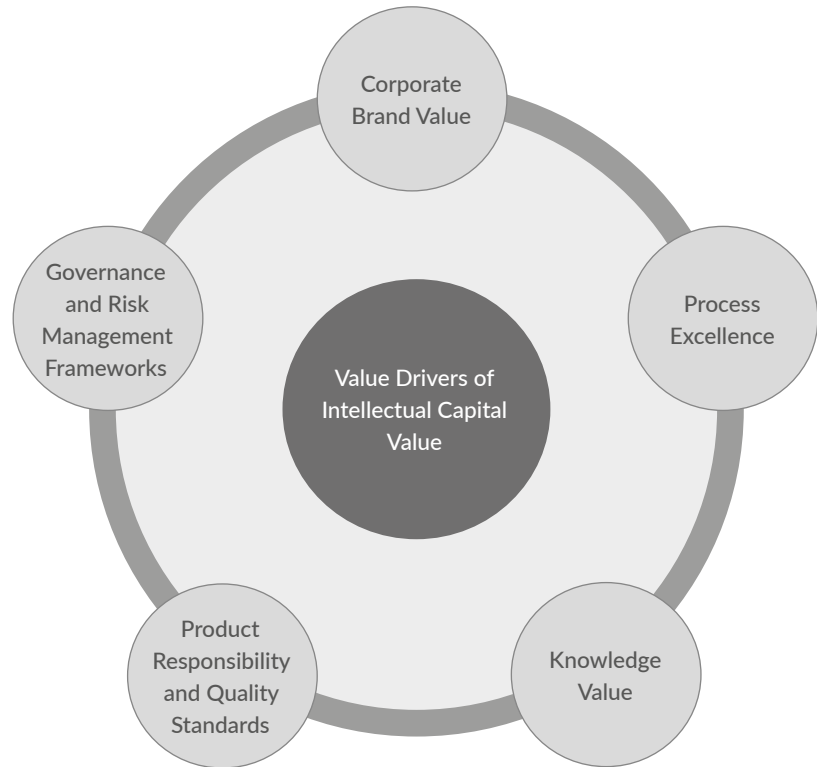 Corporate
Brand Value
Governance
and Risk
Management
Frameworks
Process
Excellence
Value Drivers of
Intellectual Capital
Value
Product
Responsibility
and Quality
Standards
Knowledge
Value